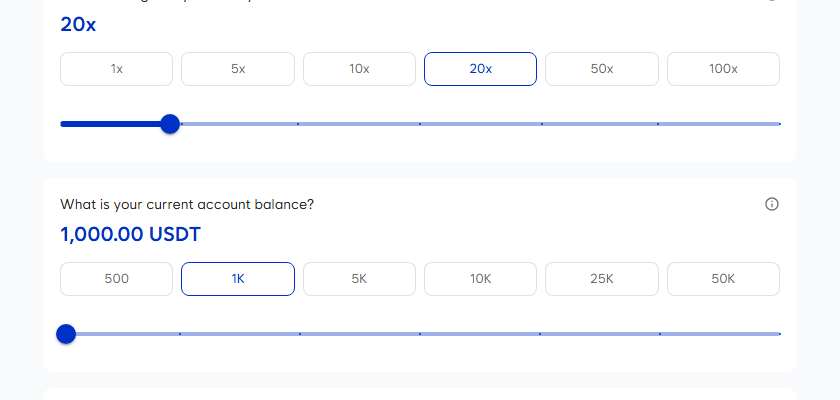 20x
1x 5x 10x 20x 50x 100x
What is your current account balance?
1,000.00 USDT
500 1K 5K 10K 25K 50K